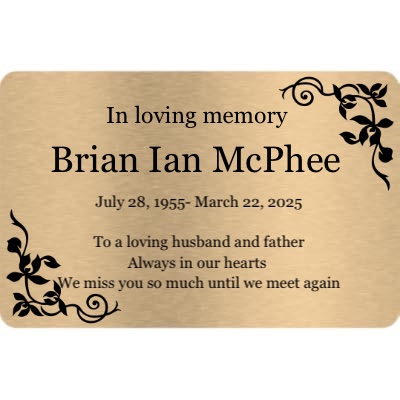 In loving memory
Brian Ian McPhee
July 28, 1955- March 22, 2025
To a loving husband and father
Always in our hearts
We miss you so much until we meet again